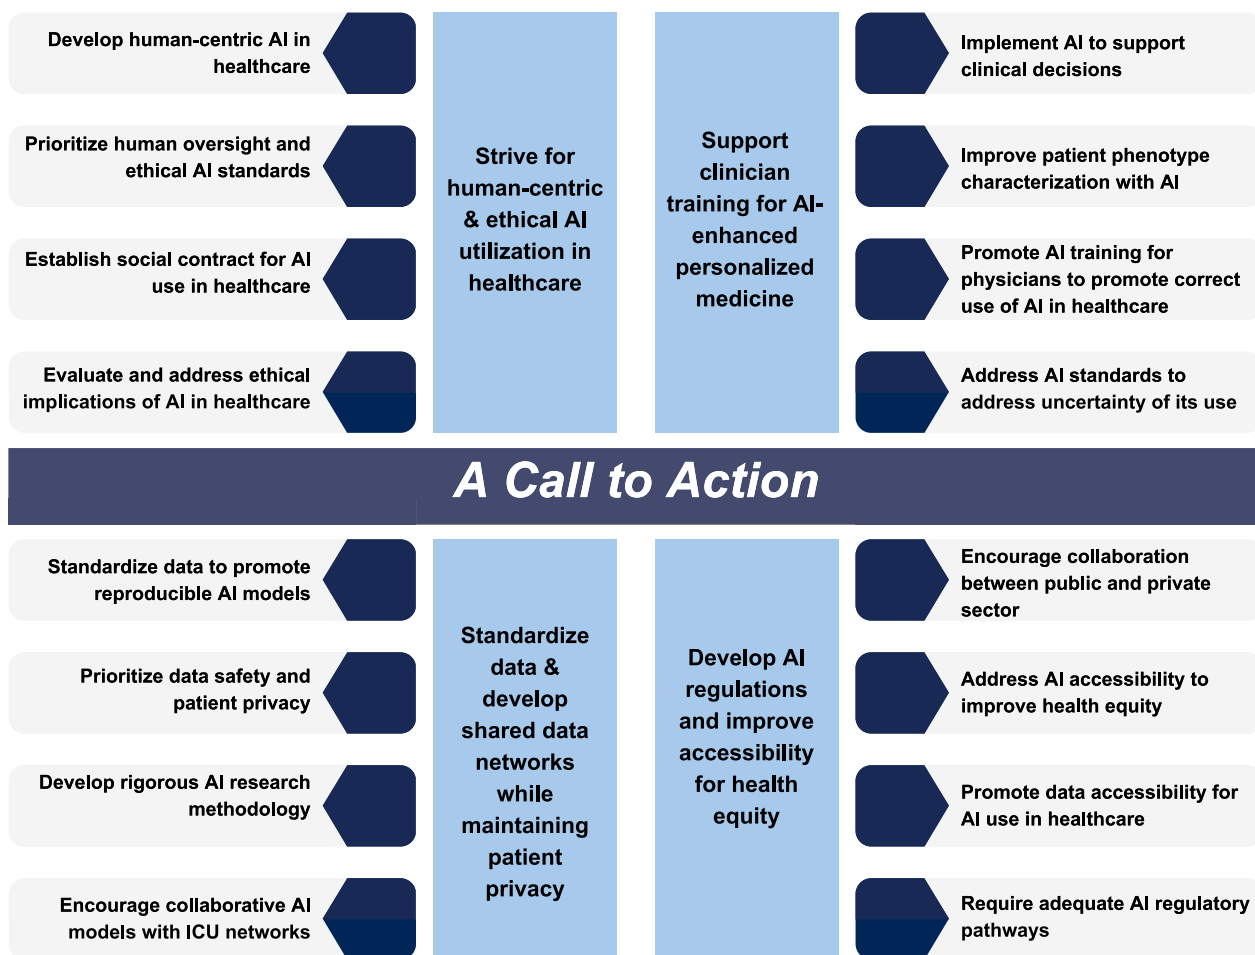 Develop human-centric AI in
healthcare
Prioritize human oversight and
ethical AI standards
Establish social contract for AI
use in healthcare
Evaluate and address ethical
implications of AI in healthcare
Strive for
human-centric
& ethical AI
utilization in
healthcare
Support
clinician
training for AI-
enhanced
personalized
medicine
Implement AI to support
clinical decisions
Improve patient phenotype
characterization with AI
Promote AI training for
physicians to promote correct
use of AI in healthcare
Address AI standards to
address uncertainty of its use
A Call to Action
Standardize data to promote
reproducible AI models
Prioritize data safety and
patient privacy
Develop rigorous AI research
methodology
Encourage collaborative AI
models with ICU networks
Standardize
data &
develop
shared data
networks
while
maintaining
patient
privacy
Develop AI
regulations
and improve
accessibility
for health
equity
Encourage collaboration
between public and private
sector
Address AI accessibility to
improve health equity
Promote data accessibility for
AI use in healthcare
Require adequate AI regulatory
pathways